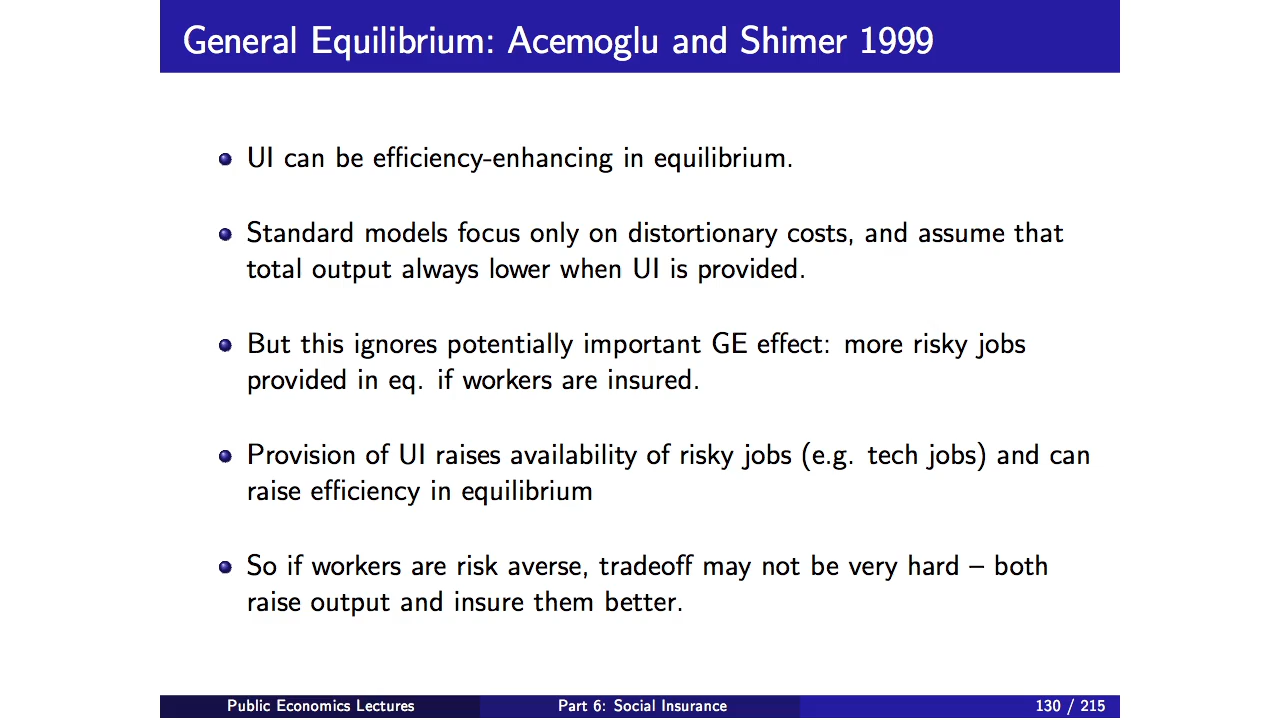 General Equilibrium: Acemoglu and Shimer 1999
UI can be efficiency-enhancing in equilibrium.
Standard models focus only on distortionary costs, and assume that
total output always lower when UI is provided.
But this ignores potentially important GE effect: more risky jobs
provided in eq. if workers are insured.
Provision of UI raises availability of risky jobs (e.g. tech jobs) and can
raise efficiency in equilibrium
So if workers are risk averse, tradeoff may not be very hard – both
raise output and insure them better.
Public Economics Lectures
Part 6: Social Insurance
130 / 215